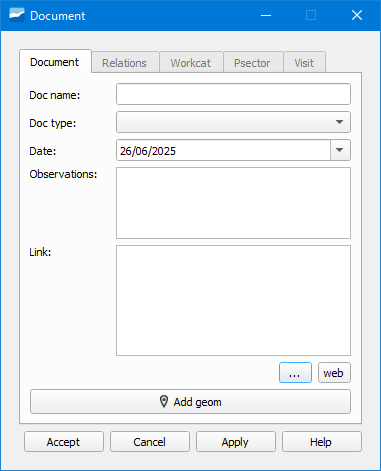 Document
Document Relations Workcat Psector Visit
Doc name:
Doc type:
Date: 26/06/2025
Observations:
Link:
... web
Add geom
Accept Cancel Apply Help